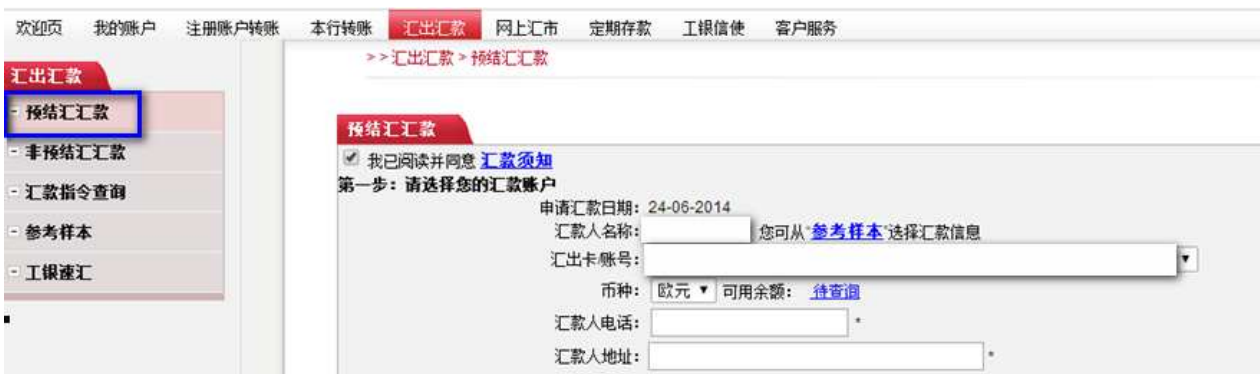 欢迎页 我的账户 注册账户转账 本行转账 汇出汇款 网上汇市 定期存款 工银信使 客户服务
>>汇出汇款>预结汇汇款
汇出汇款
- 预结汇汇款
- 非预结汇汇款
- 汇款指令查询
- 参考样本
- 工银速汇
预结汇汇款
我已阅读并同意 汇款须知
第一步：请选择您的汇款账户
申请汇款日期：24-06-2014
汇款人名称： 您可从“参考样本”选择汇款信息
汇出卡/账号：
币种： 欧元 可用余额： 待查询
汇款人电话： *
汇款人地址： *